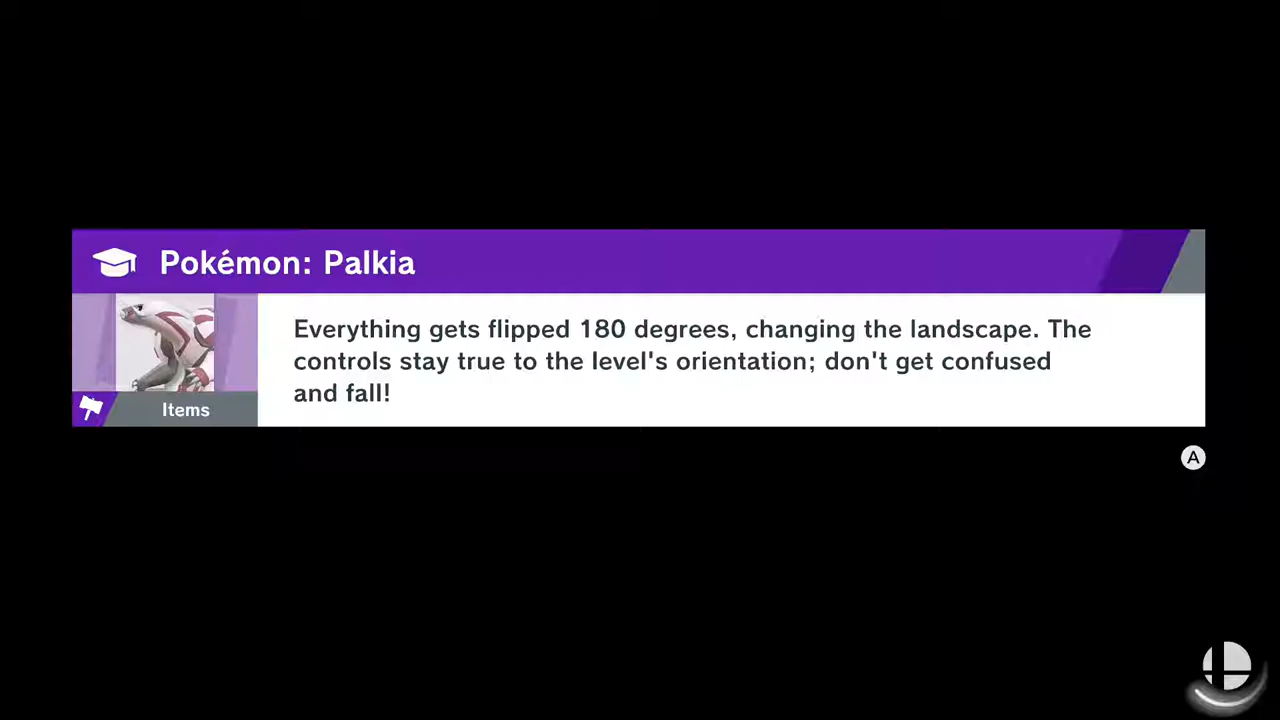 Pokémon: Palkia
Everything gets flipped 180 degrees, changing the landscape. The
controls stay true to the level's orientation; don't get confused
and fall!
Items
A